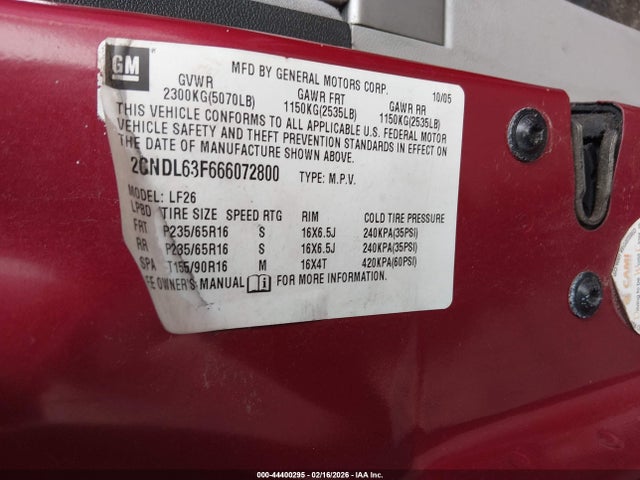 GM
MFD BY GENERAL MOTORS CORP. 10/05
GVWR GAWR FRT GAWR RR
2300KG(5070LB) 1150KG(2535LB) 1150KG(2535LB)
THIS VEHICLE CONFORMS TO ALL APPLICABLE U.S. FEDERAL MOTOR
VEHICLE SAFETY AND THEFT PREVENTION STANDARDS IN EFFECT ON
THE DATE OF MANUFACTURE SHOWN ABOVE.
2CNDL63F666072800 TYPE: M.P.V.
MODEL: LF26
LPBD TIRE SIZE SPEED RTG RIM COLD TIRE PRESSURE
FRT P235/65R16 S 16X6.5J 240KPA(35PSI)
RR P235/65R16 S 16X6.5J 240KPA(35PSI)
SPA T155/90R16 M 16X4T 420KPA(60PSI)
EE OWNER'S MANUAL FOR MORE INFORMATION.
CAMI
000-44400295 - 02/16/2026 - IAA Inc.